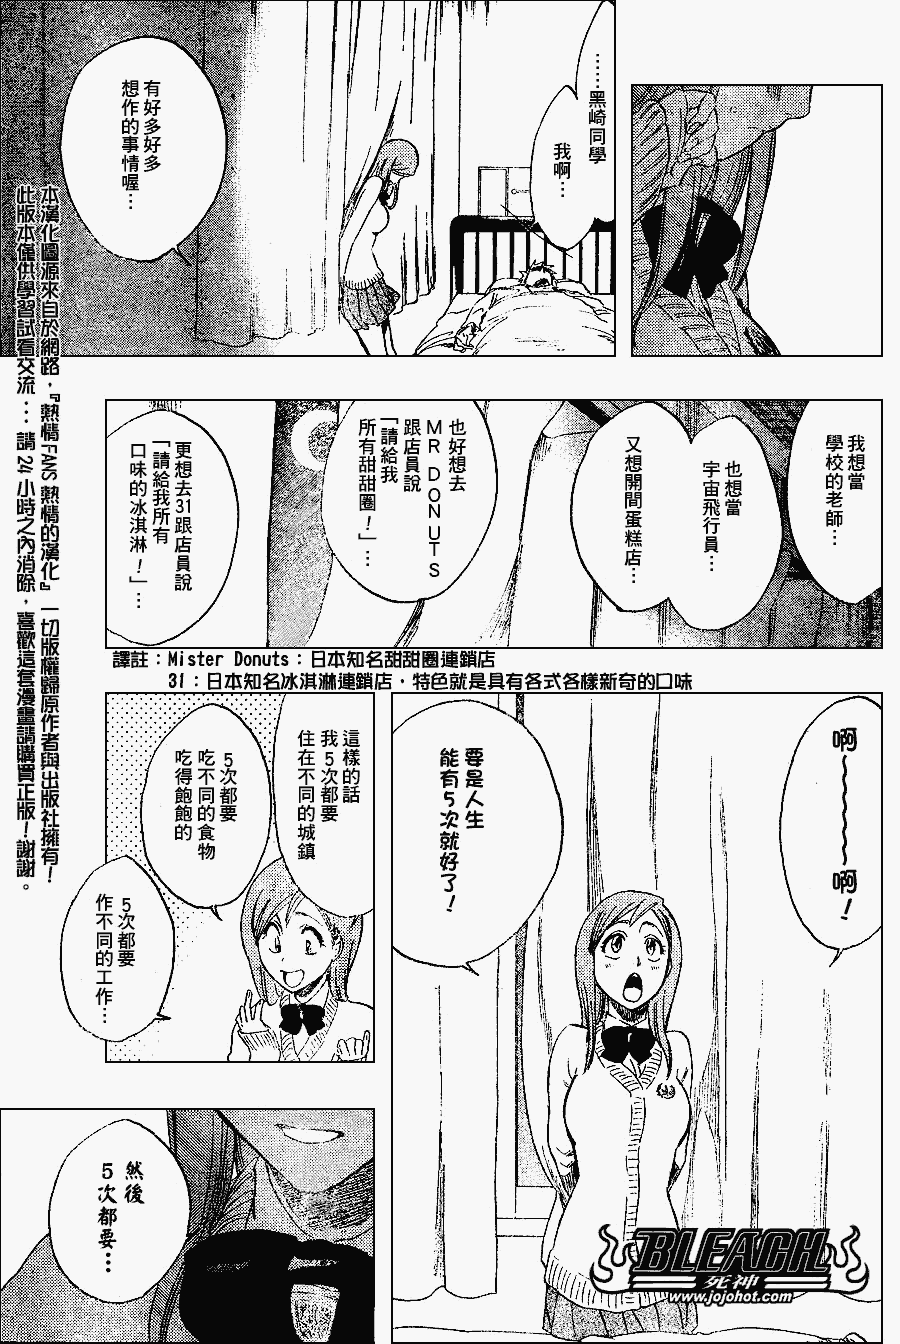 ……黑崎同學
我啊…
有好多好多
想作的事情喔…
我想當
學校的老師…
也想當
宇宙飛行員…
又想開間蛋糕店…
也好想去
MR DONUTS
跟店員說
「請給我
所有甜甜圈！」…
更想去31跟店員說
「請給我所有
口味的冰淇淋！」…
譯註：Mister Donuts：日本知名甜甜圈連鎖店
31：日本知名冰淇淋連鎖店，特色就是具有各式各樣新奇的口味
啊～～～～～啊！
要是人生
能有5次就好了！
這樣的話
我5次都要
住在不同的城鎮
5次都要
吃不同的食物
吃得飽飽的
5次都要
作不同的工作…
然後
5次都要…
本漢化圖源來自於網路，『熱情FANS 熱情的漢化』一切版權歸原作者與出版社擁有！
此版本僅供學習試看交流… 請24小時之內消除，喜歡這套漫畫請購買正版！謝謝。
BLEACH
死神
www.jojohot.com